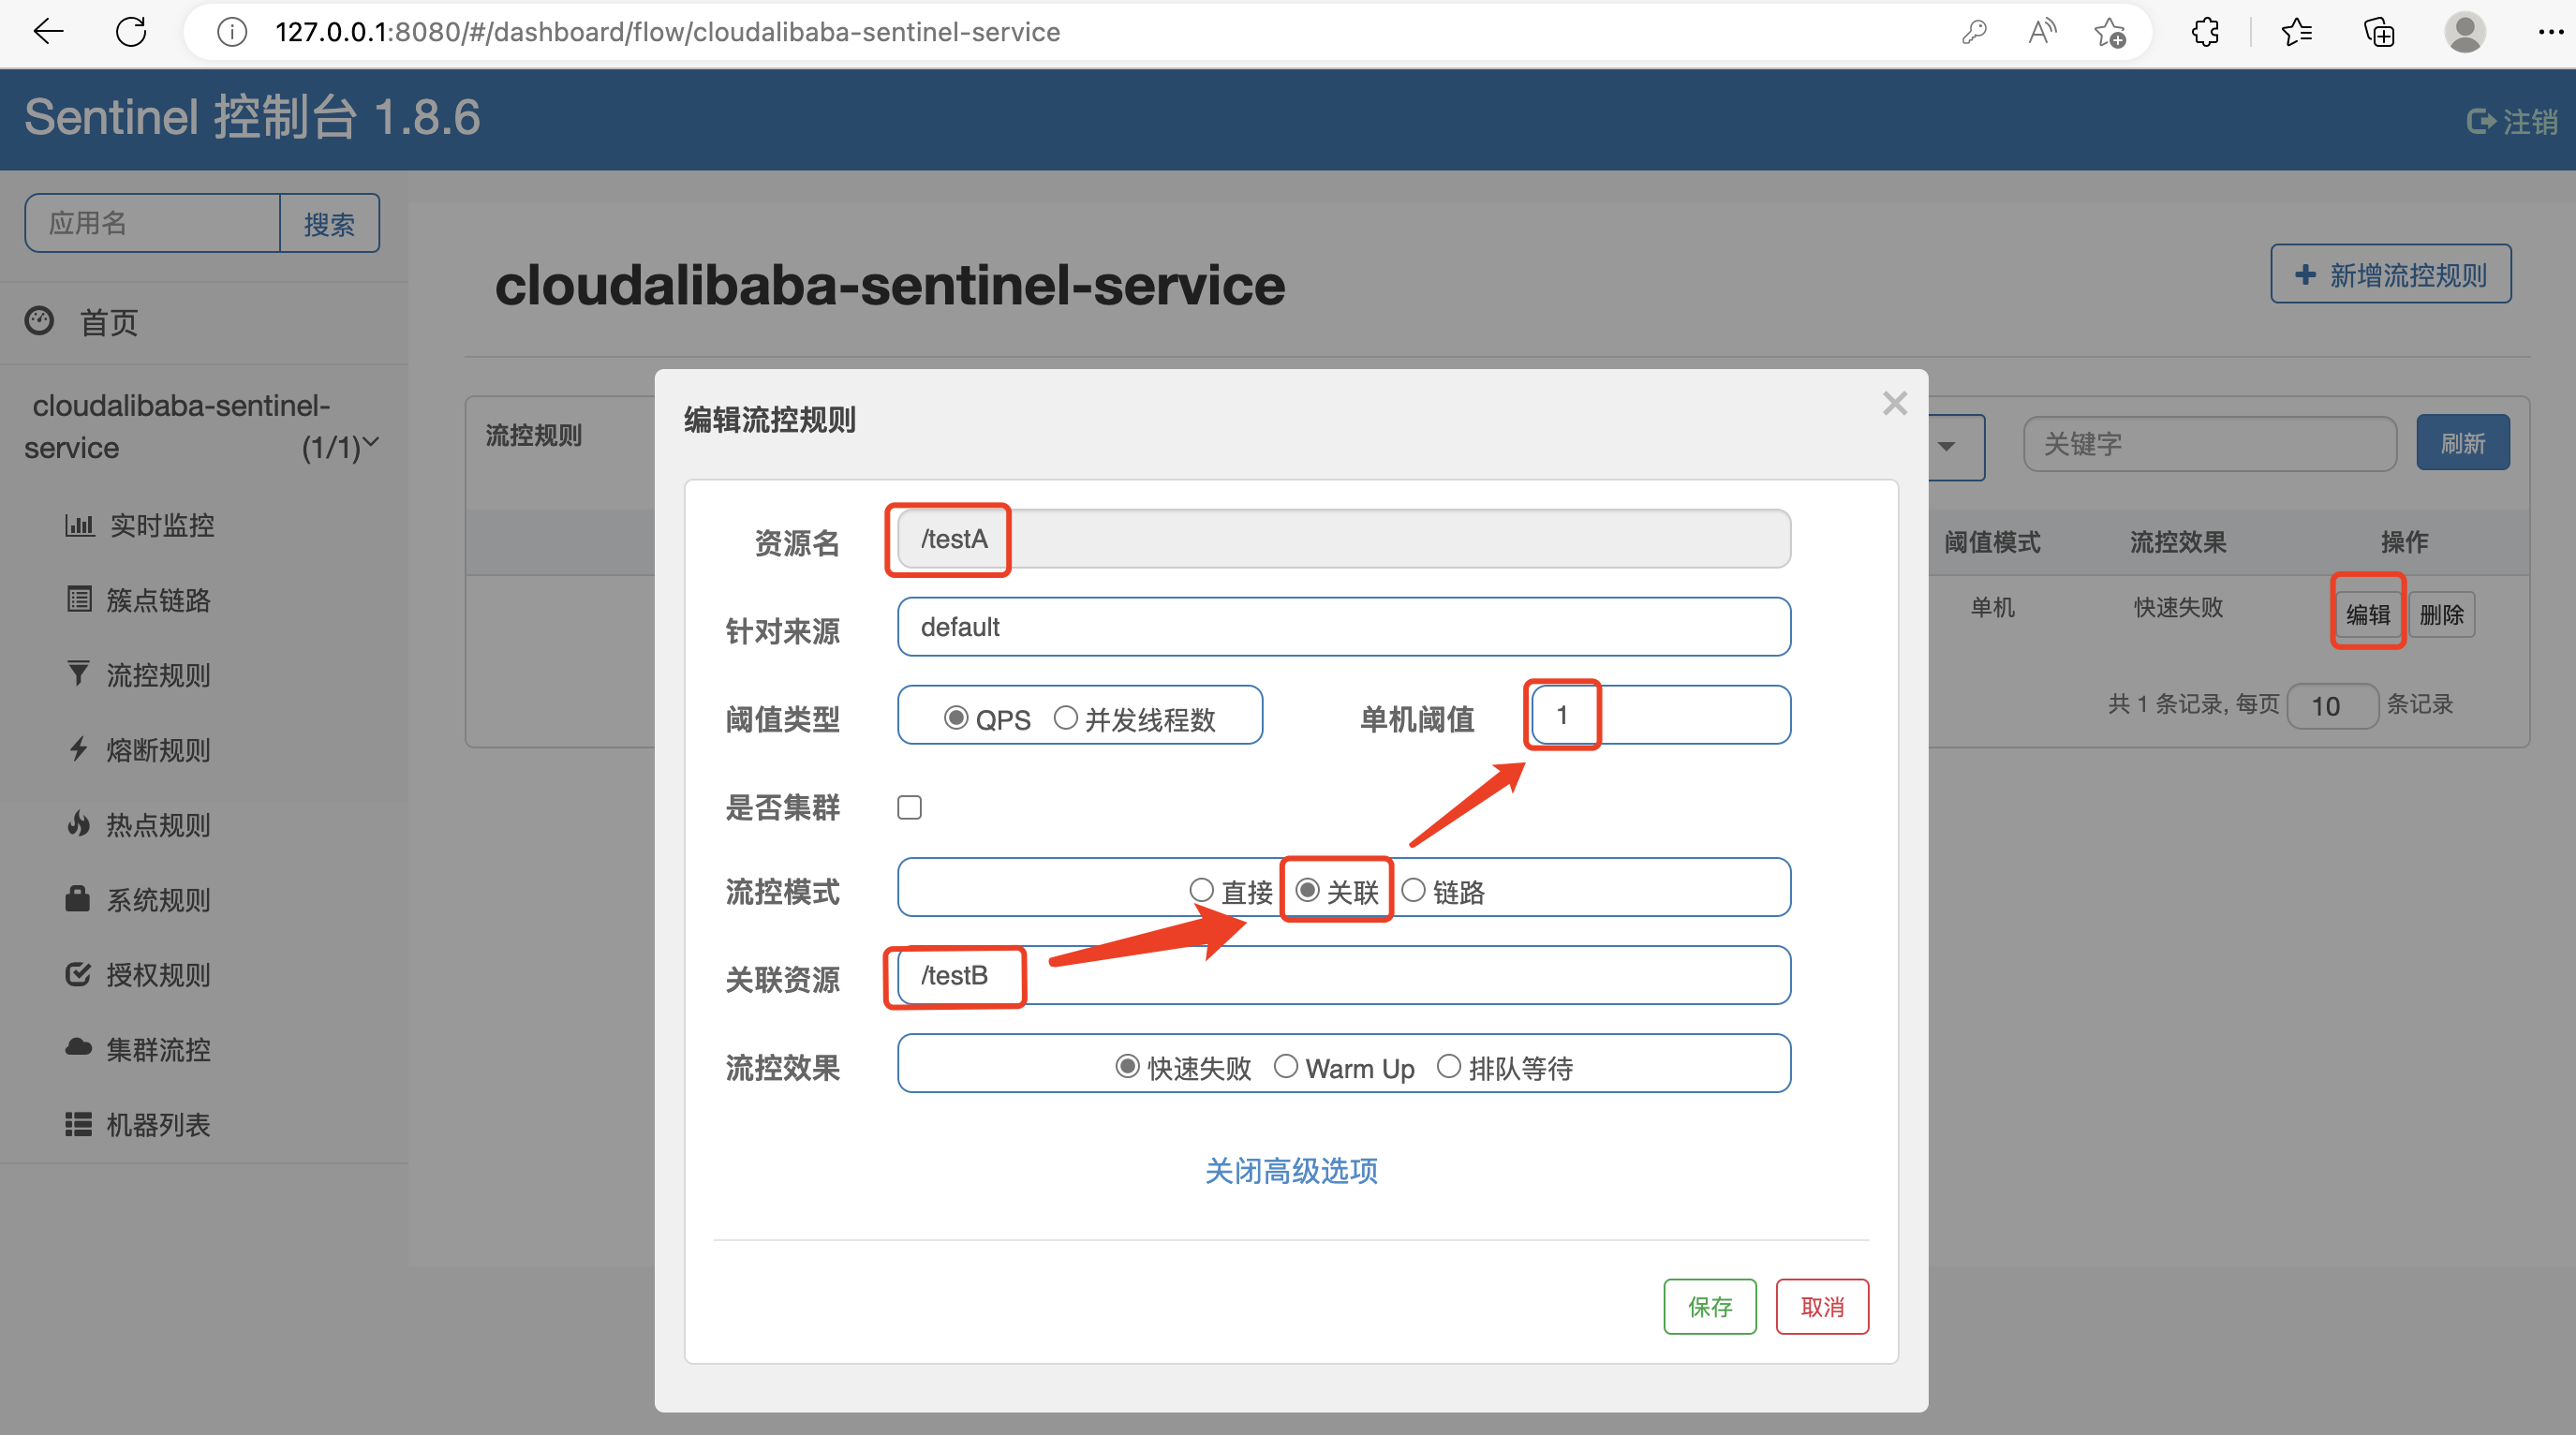 127.0.0.1:8080/#/dashboard/flow/cloudalibaba-sentinel-service
Sentinel 控制台 1.8.6
注销
应用名
搜索
首页
cloudalibaba-sentinel-
service
(1/1)
实时监控
簇点链路
流控规则
熔断规则
热点规则
系统规则
授权规则
集群流控
机器列表
cloudalibaba-sentinel-service
新增流控规则
流控规则
关键字
刷新
阈值模式
流控效果
操作
单机
快速失败
编辑
删除
共 1 条记录, 每页
10
条记录
编辑流控规则
×
资源名
/testA
针对来源
default
阈值类型
QPS
并发线程数
单机阈值
1
是否集群
流控模式
直接
关联
链路
关联资源
/testB
流控效果
快速失败
Warm Up
排队等待
关闭高级选项
保存
取消